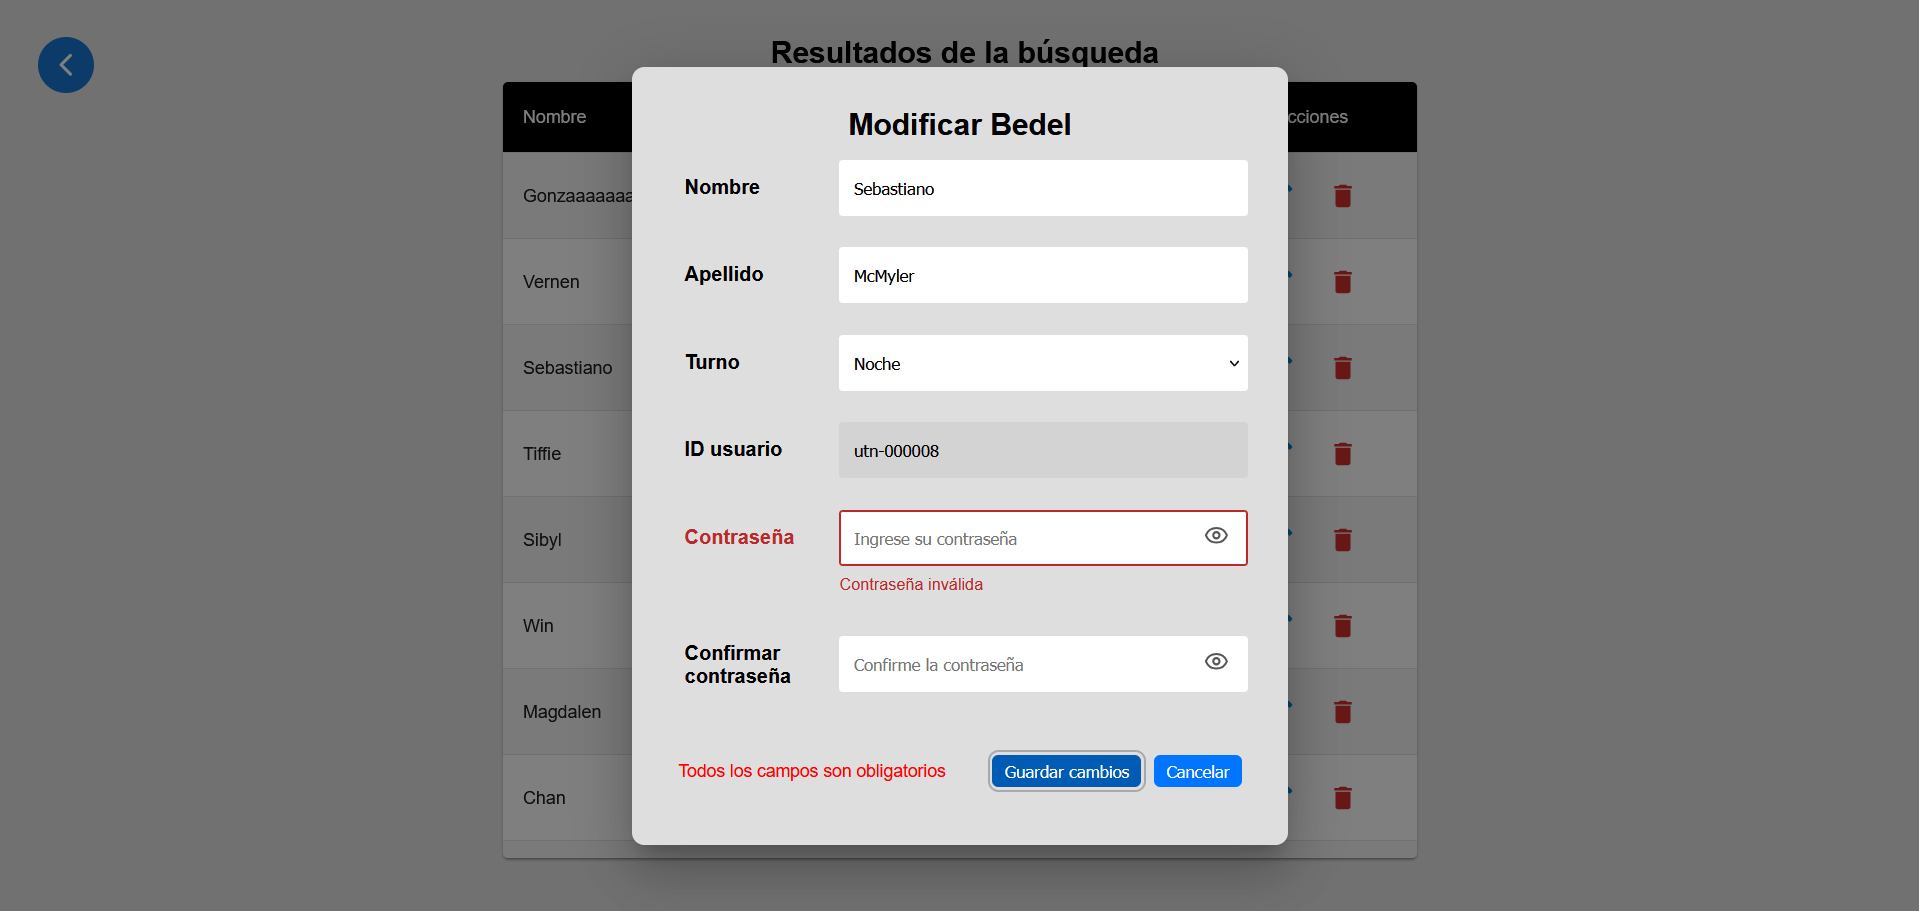 Resultados de la búsqueda
Nombre
cciones
Gonzaaaaaaa
Vernen
Sebastiano
Tiffie
Sibyl
Win
Magdalen
Chan
Modificar Bedel
Nombre
Sebastiano
Apellido
McMyler
Turno
Noche
ID usuario
utn-000008
Contraseña
Ingrese su contraseña
Contraseña inválida
Confirmar
contraseña
Confirme la contraseña
Todos los campos son obligatorios
Guardar cambios
Cancelar